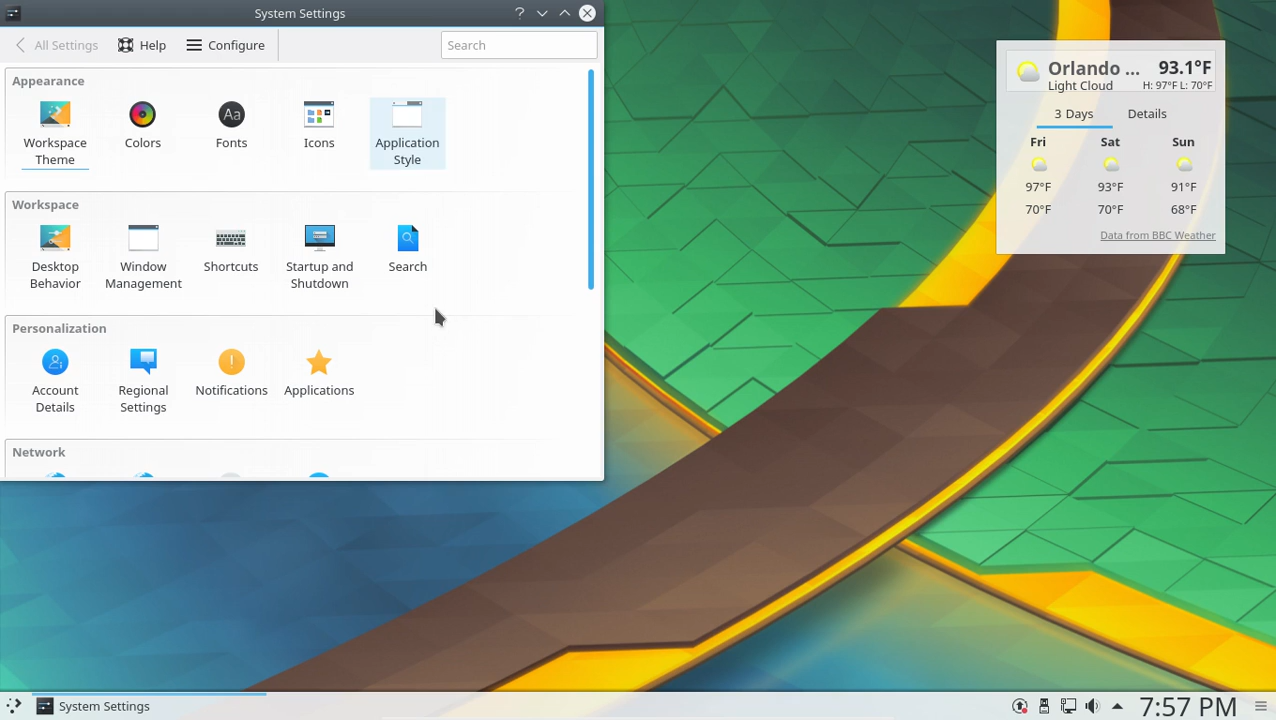 System Settings
?
All Settings Help Configure Search
Appearance
Workspace Theme
Colors
Aa
Fonts
Icons
Application Style
Workspace
Desktop Behavior
Window Management
Shortcuts
Startup and Shutdown
Search
Personalization
Account Details
Regional Settings
!
Notifications
Applications
Network
Orlando ... 93.1°F
Light Cloud H: 97°F L: 70°F
3 Days Details
Fri Sat Sun
97°F 93°F 91°F
70°F 70°F 68°F
Data from BBC Weather
System Settings 7:57 PM